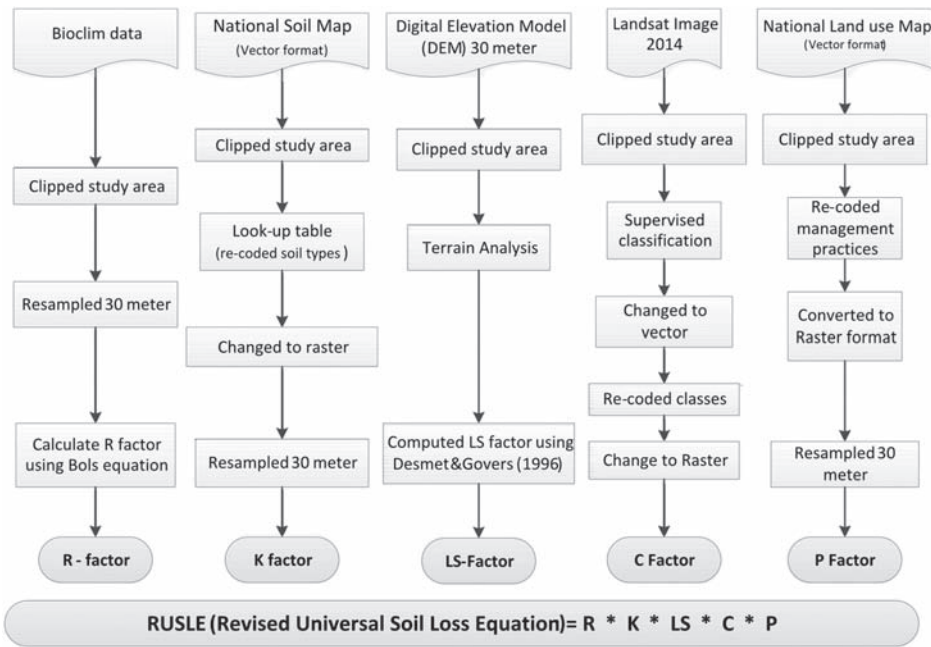 Bioclim data
National Soil Map
(Vector format)
Digital Elevation Model
(DEM) 30 meter
Landsat Image
2014
National Land use Map
(Vector format)
Clipped study area
Resampled 30 meter
Calculate R factor
using Bols equation
R - factor
Clipped study area
Look-up table
(re-coded soil types )
Changed to raster
Resampled 30 meter
K factor
Clipped study area
Terrain Analysis
Computed LS factor using
Desmet&Govers (1996)
LS-Factor
Clipped study area
Supervised
classification
Changed to
vector
Re-coded classes
Change to Raster
C Factor
Clipped study area
Re-coded
management
practices
Converted to
Raster format
Resampled 30
meter
P Factor
RUSLE (Revised Universal Soil Loss Equation)= R * K * LS * C * P